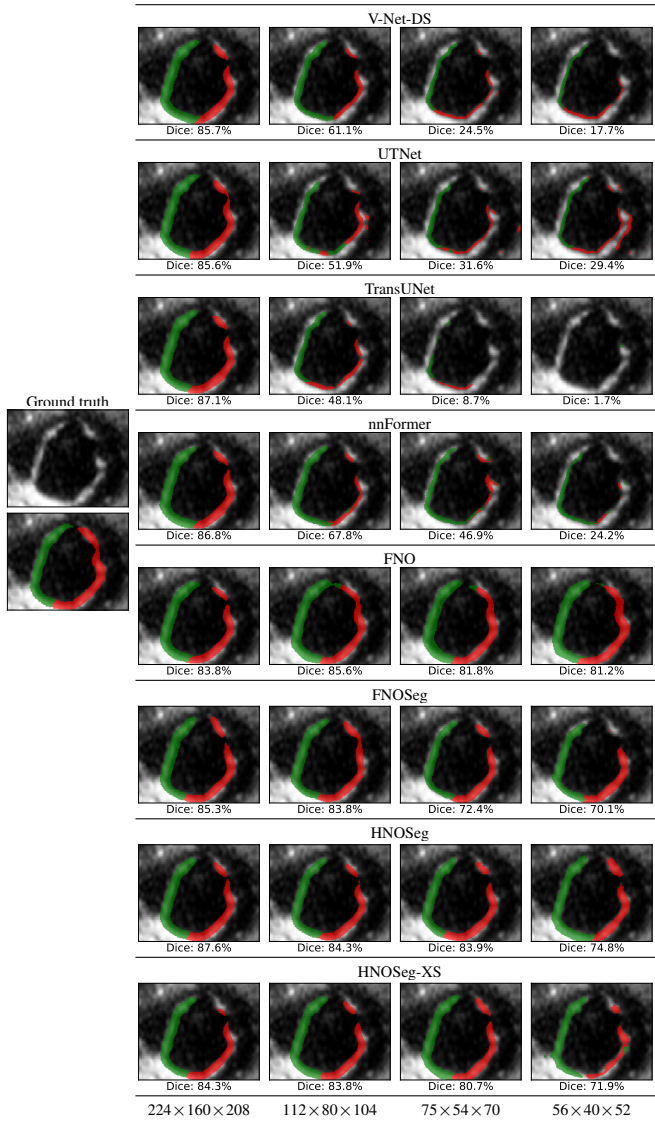 V-Net-DS
Dice: 85.7% Dice: 61.1% Dice: 24.5% Dice: 17.7%
UTNet
Dice: 85.6% Dice: 51.9% Dice: 31.6% Dice: 29.4%
TransUNet
Dice: 87.1% Dice: 48.1% Dice: 8.7% Dice: 1.7%
Ground truth
nnFormer
Dice: 86.8% Dice: 67.8% Dice: 46.9% Dice: 24.2%
FNO
Dice: 83.8% Dice: 85.6% Dice: 81.8% Dice: 81.2%
FNOSeg
Dice: 85.3% Dice: 83.8% Dice: 72.4% Dice: 70.1%
HNOSeg
Dice: 87.6% Dice: 84.3% Dice: 83.9% Dice: 74.8%
HNOSeg-XS
Dice: 84.3% Dice: 83.8% Dice: 80.7% Dice: 71.9%
224×160×208 112×80×104 75×54×70 56×40×52